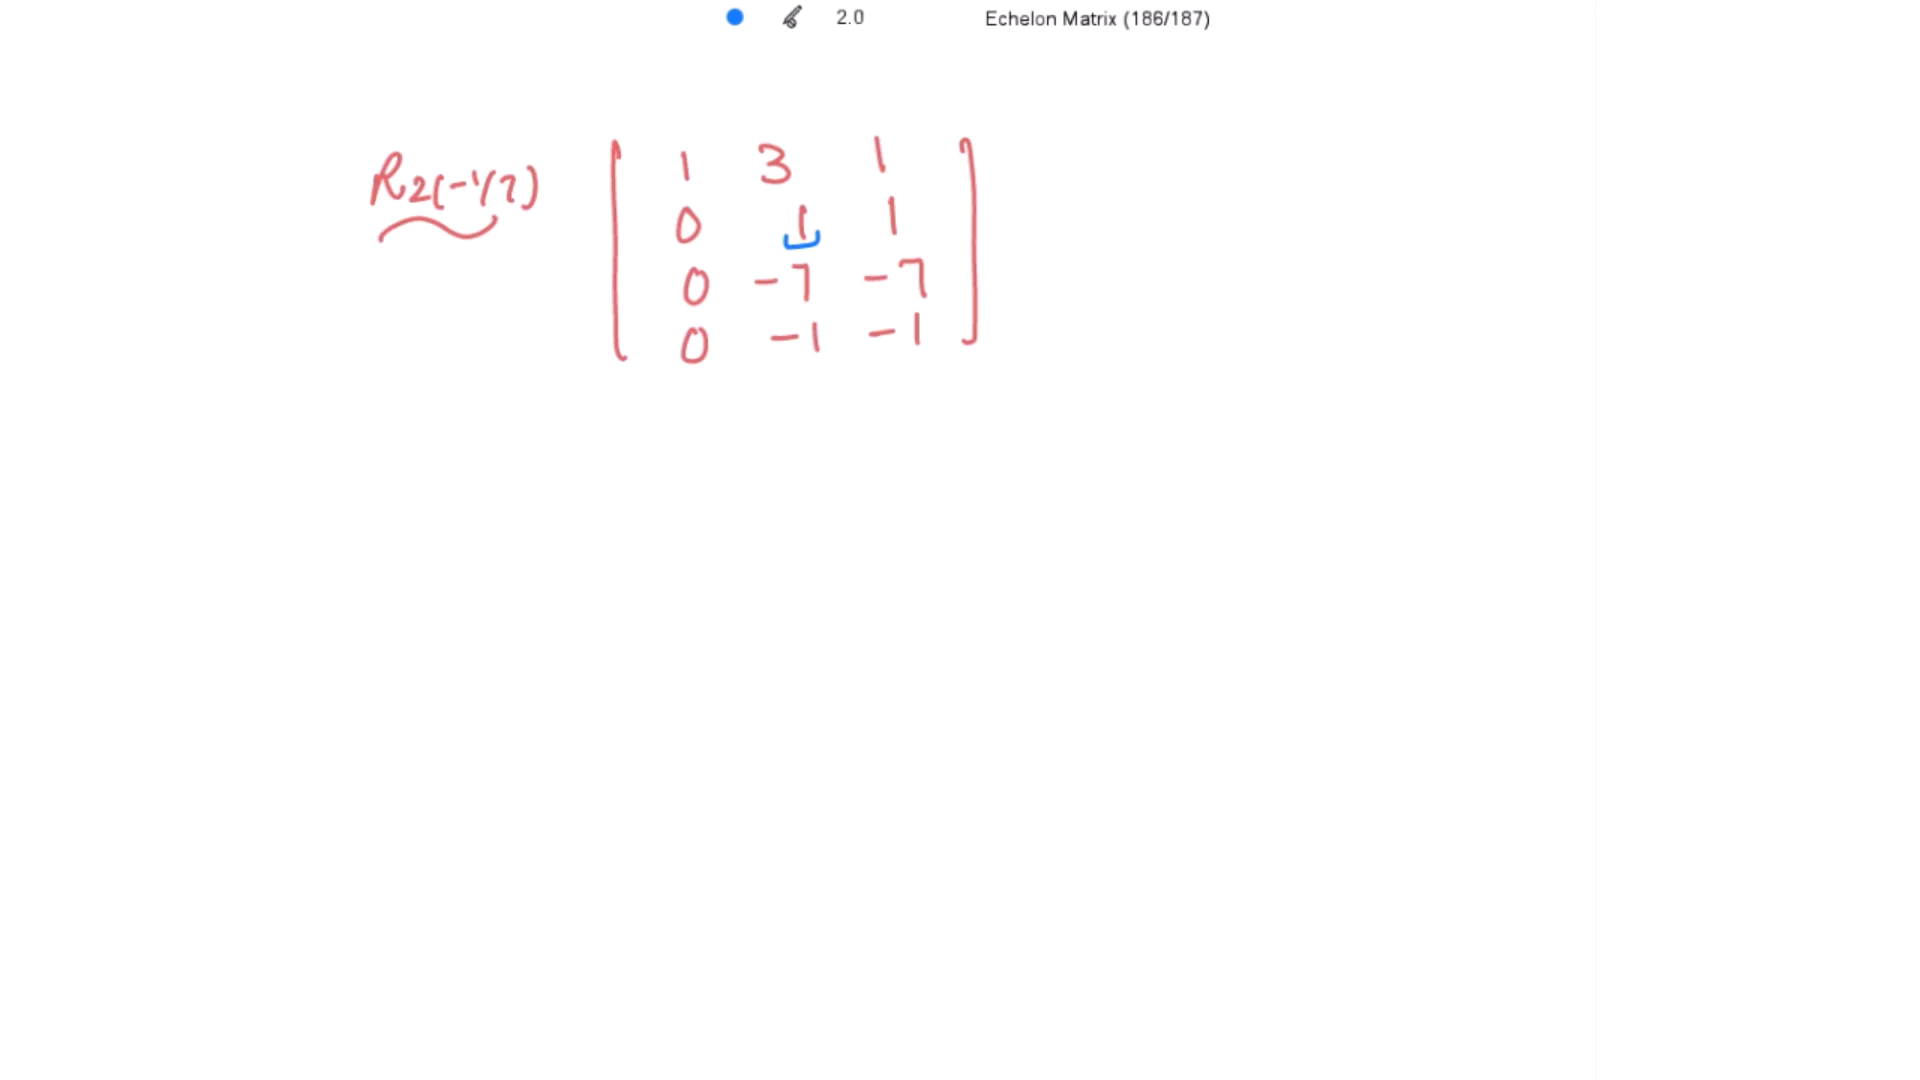 2.0 Echelon Matrix (186/187)
R2(-1/7) 1 3 1
0 1 1
0 -7 -7
0 -1 -1